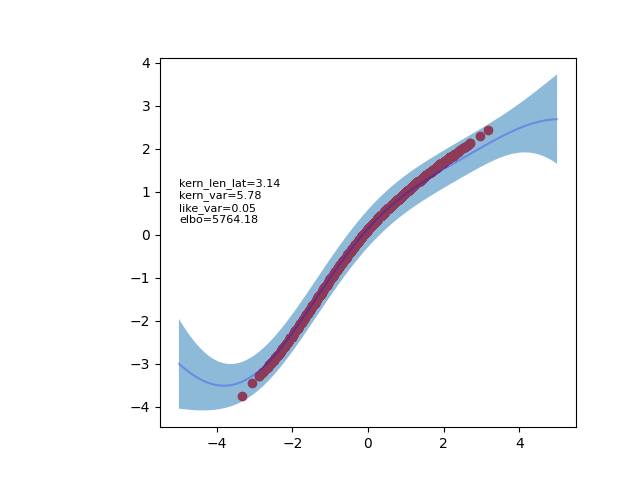 4
3
2
1
0
−1
−2
−3
−4
kern_len_lat=3.14
kern_var=5.78
like_var=0.05
elbo=5764.18
−4 −2 0 2 4